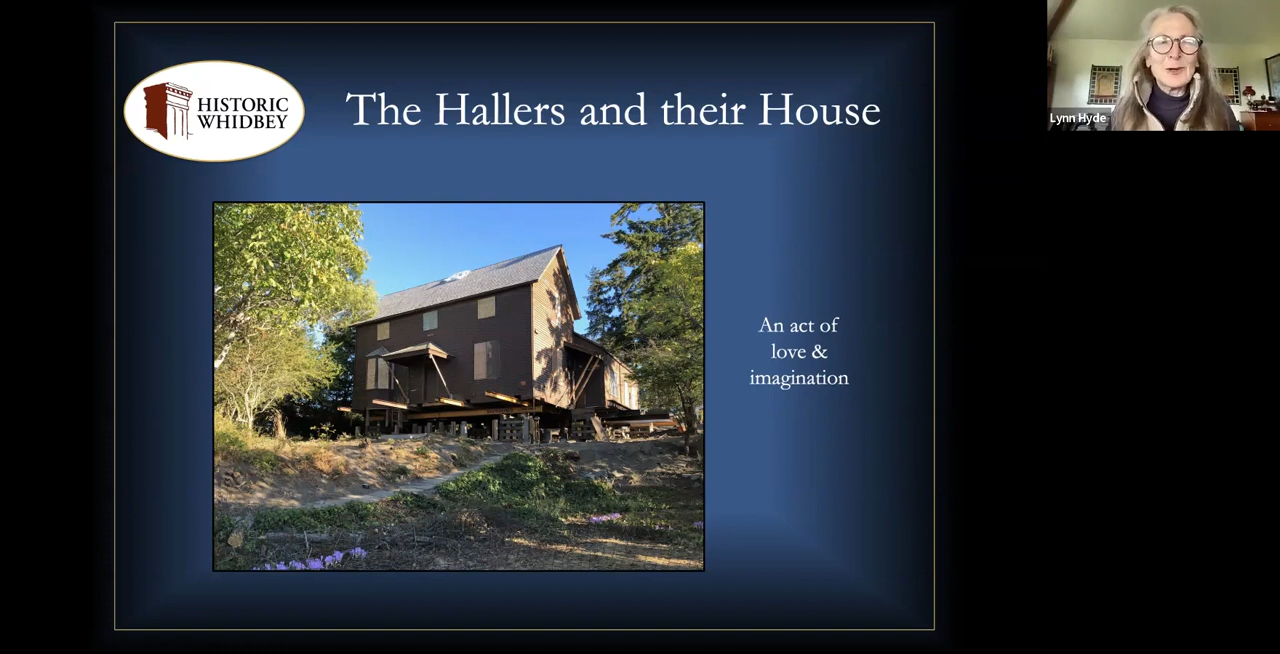 HISTORIC
WHIDBEY
The Hallers and their House
Lynn Hyde
An act of
love &
imagination